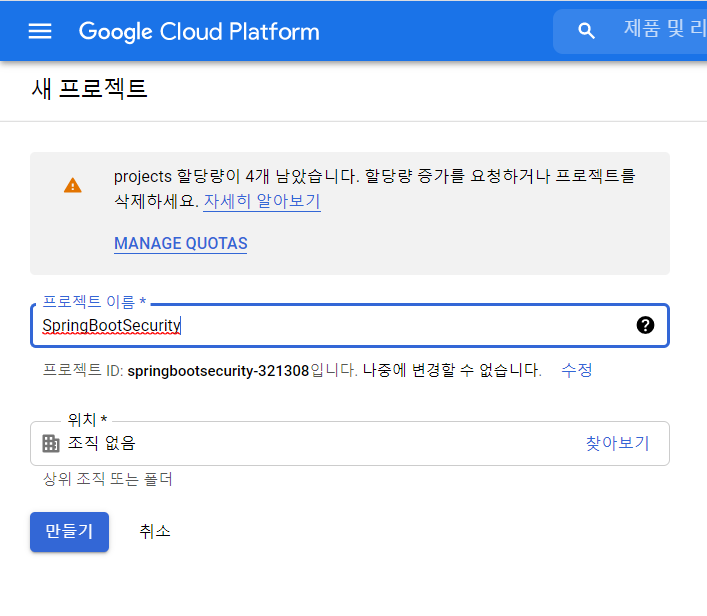 Google Cloud Platform
제품 및 리
새 프로젝트
projects 할당량이 4개 남았습니다. 할당량 증가를 요청하거나 프로젝트를
삭제하세요. 자세히 알아보기
MANAGE QUOTAS
프로젝트 이름 *
SpringBootSecurity
프로젝트 ID: springbootsecurity-321308입니다. 나중에 변경할 수 없습니다. 수정
위치 *
조직 없음 찾아보기
상위 조직 또는 폴더
만들기 취소